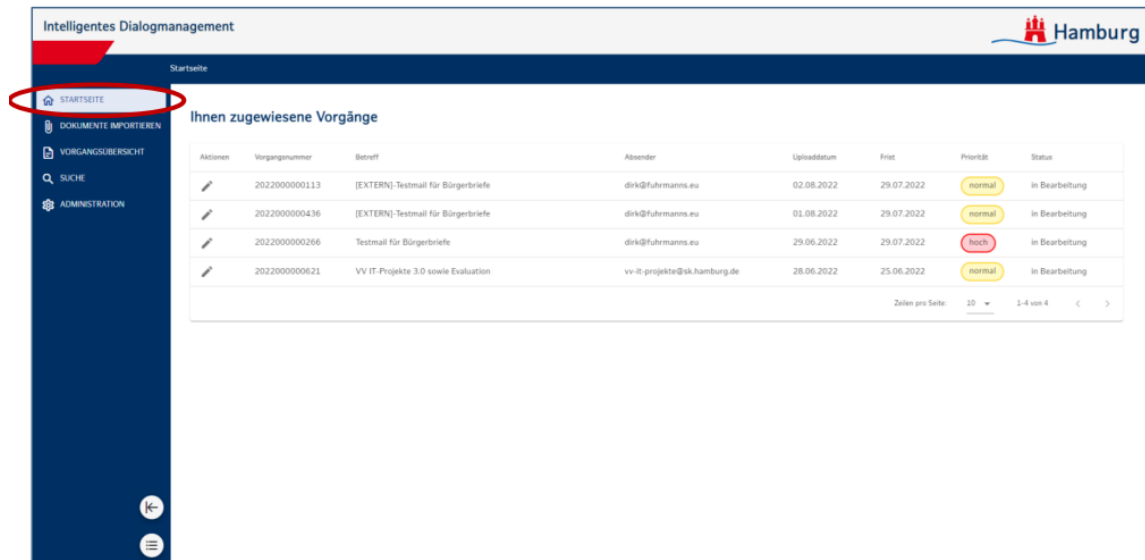 Intelligentes Dialogmanagement
Hamburg
Startseite
STARTSEITE
DOKUMENTE IMPORTIEREN
VORGANGSÜBERSICHT
SUCHE
ADMINISTRATION
Ihnen zugewiesene Vorgänge
Aktionen Vorgangsnummer Betreff Absender Uploaddatum Frist Priorität Status
2022000000113 [EXTERN]-Testmail für Bürgerbriefe dirk@fuhrmanns.eu 02.08.2022 29.07.2022 normal in Bearbeitung
2022000000436 [EXTERN]-Testmail für Bürgerbriefe dirk@fuhrmanns.eu 01.08.2022 29.07.2022 normal in Bearbeitung
2022000000266 Testmail für Bürgerbriefe dirk@fuhrmanns.eu 29.06.2022 29.07.2022 hoch in Bearbeitung
2022000000621 VV IT-Projekte 3.0 sowie Evaluation vv-it-projekte@sk.hamburg.de 28.06.2022 25.06.2022 normal in Bearbeitung
Zeilen pro Seite: 10 1-4 von 4